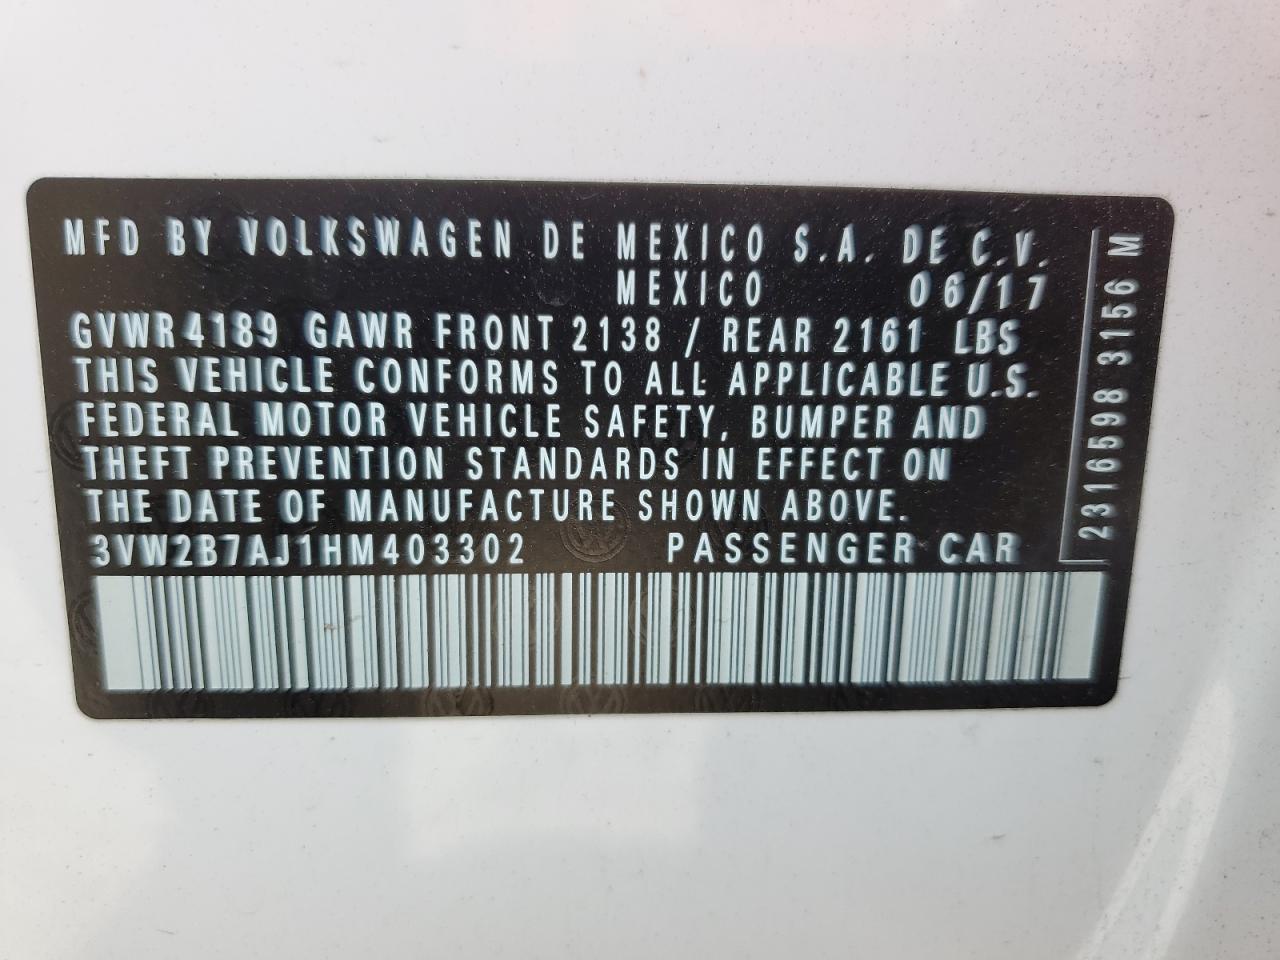 MFD BY VOLKSWAGEN DE MEXICO S.A. DE C.V.
MEXICO 06/17
GVWR 4189 GAWR FRONT 2138 / REAR 2161 LBS
THIS VEHICLE CONFORMS TO ALL APPLICABLE U.S.
FEDERAL MOTOR VEHICLE SAFETY, BUMPER AND
THEFT PREVENTION STANDARDS IN EFFECT ON
THE DATE OF MANUFACTURE SHOWN ABOVE.
3VW2B7AJ1HM403302 PASSENGER CAR
2316598 3156 M